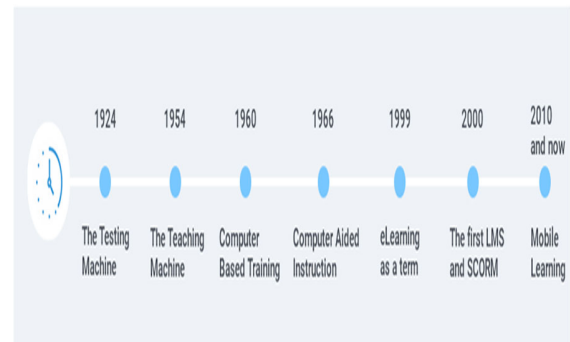 1924
1954
1960
1966
1999
2000
2010
and now
The Testing
Machine
The Teaching
Machine
Computer
Based Training
Computer Aided
Instruction
eLearning
as a term
The first LMS
and SCORM
Mobile
Learning